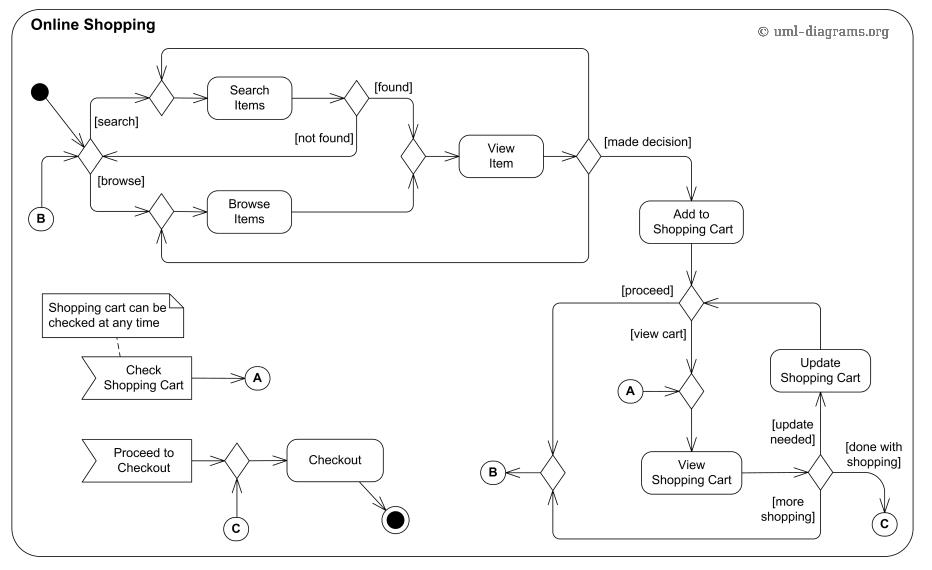 Online Shopping
© uml-diagrams.org
Search
Items
[found]
[search]
[not found]
View
Item
[made decision]
[browse]
B
Browse
Items
Add to
Shopping Cart
[proceed]
Shopping cart can be
checked at any time
[view cart]
Check
Shopping Cart
A
A
Update
Shopping Cart
[update
needed]
[done with
shopping]
Proceed to
Checkout
Checkout
B
View
Shopping Cart
[more
shopping]
C
C